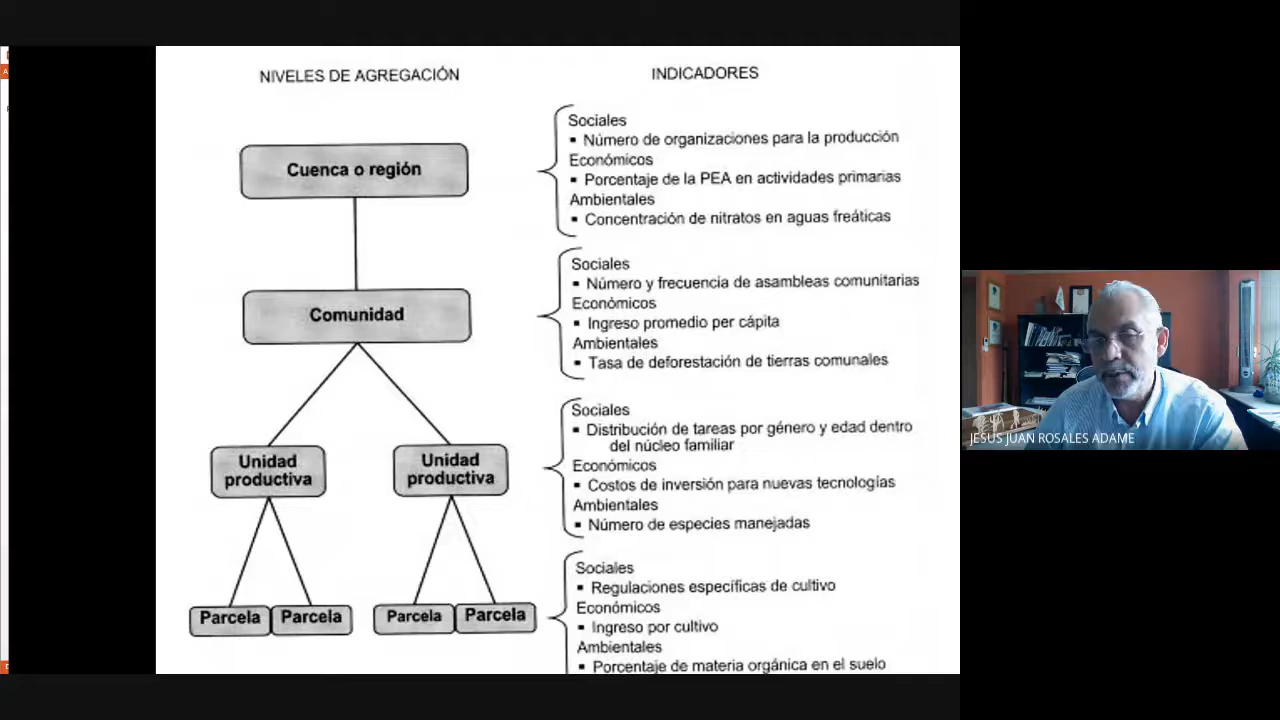 NIVELES DE AGREGACIÓN
INDICADORES
Cuenca o región
Sociales
▪ Número de organizaciones para la producción
Económicos
▪ Porcentaje de la PEA en actividades primarias
Ambientales
▪ Concentración de nitratos en aguas freáticas
Comunidad
Sociales
▪ Número y frecuencia de asambleas comunitarias
Económicos
▪ Ingreso promedio per cápita
Ambientales
▪ Tasa de deforestación de tierras comunales
Unidad
productiva
Unidad
productiva
Sociales
▪ Distribución de tareas por género y edad dentro
del núcleo familiar
Económicos
▪ Costos de inversión para nuevas tecnologías
Ambientales
▪ Número de especies manejadas
Parcela
Parcela
Parcela
Parcela
Sociales
▪ Regulaciones específicas de cultivo
Económicos
▪ Ingreso por cultivo
Ambientales
▪ Porcentaje de materia orgánica en el suelo
JESUS JUAN ROSALES ADAME